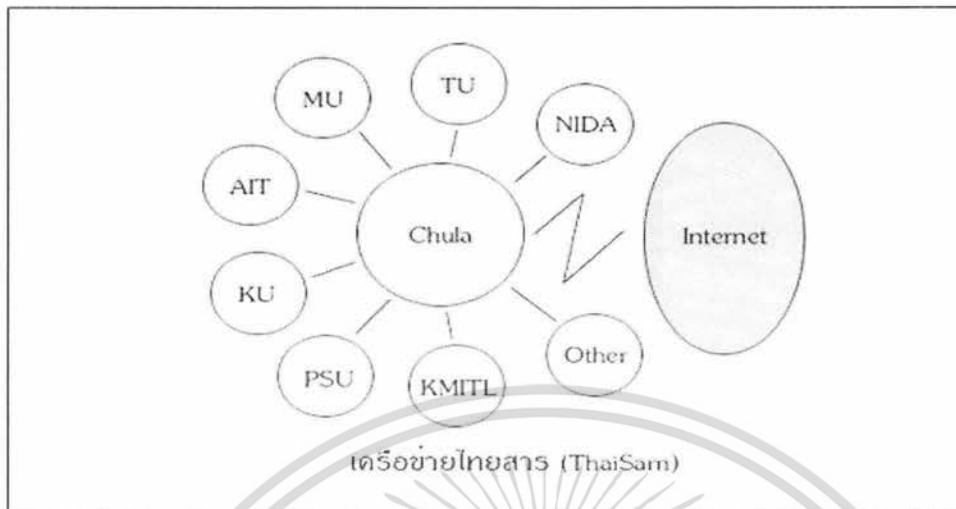 TU
MU
NIDA
AIT
Chula
Internet
KU
Other
PSU
KMITL
เครือข่ายไทยสาร (ThaiSarn)